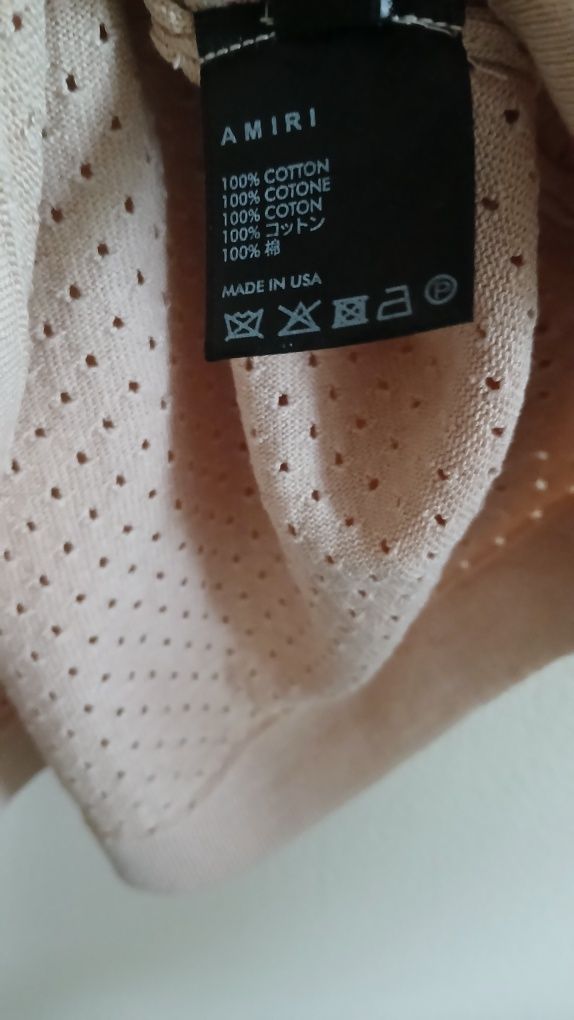 AMIRI
100% COTTON
100% COTONE
100% COTON
100% コットン
100% 棉
MADE IN USA
P